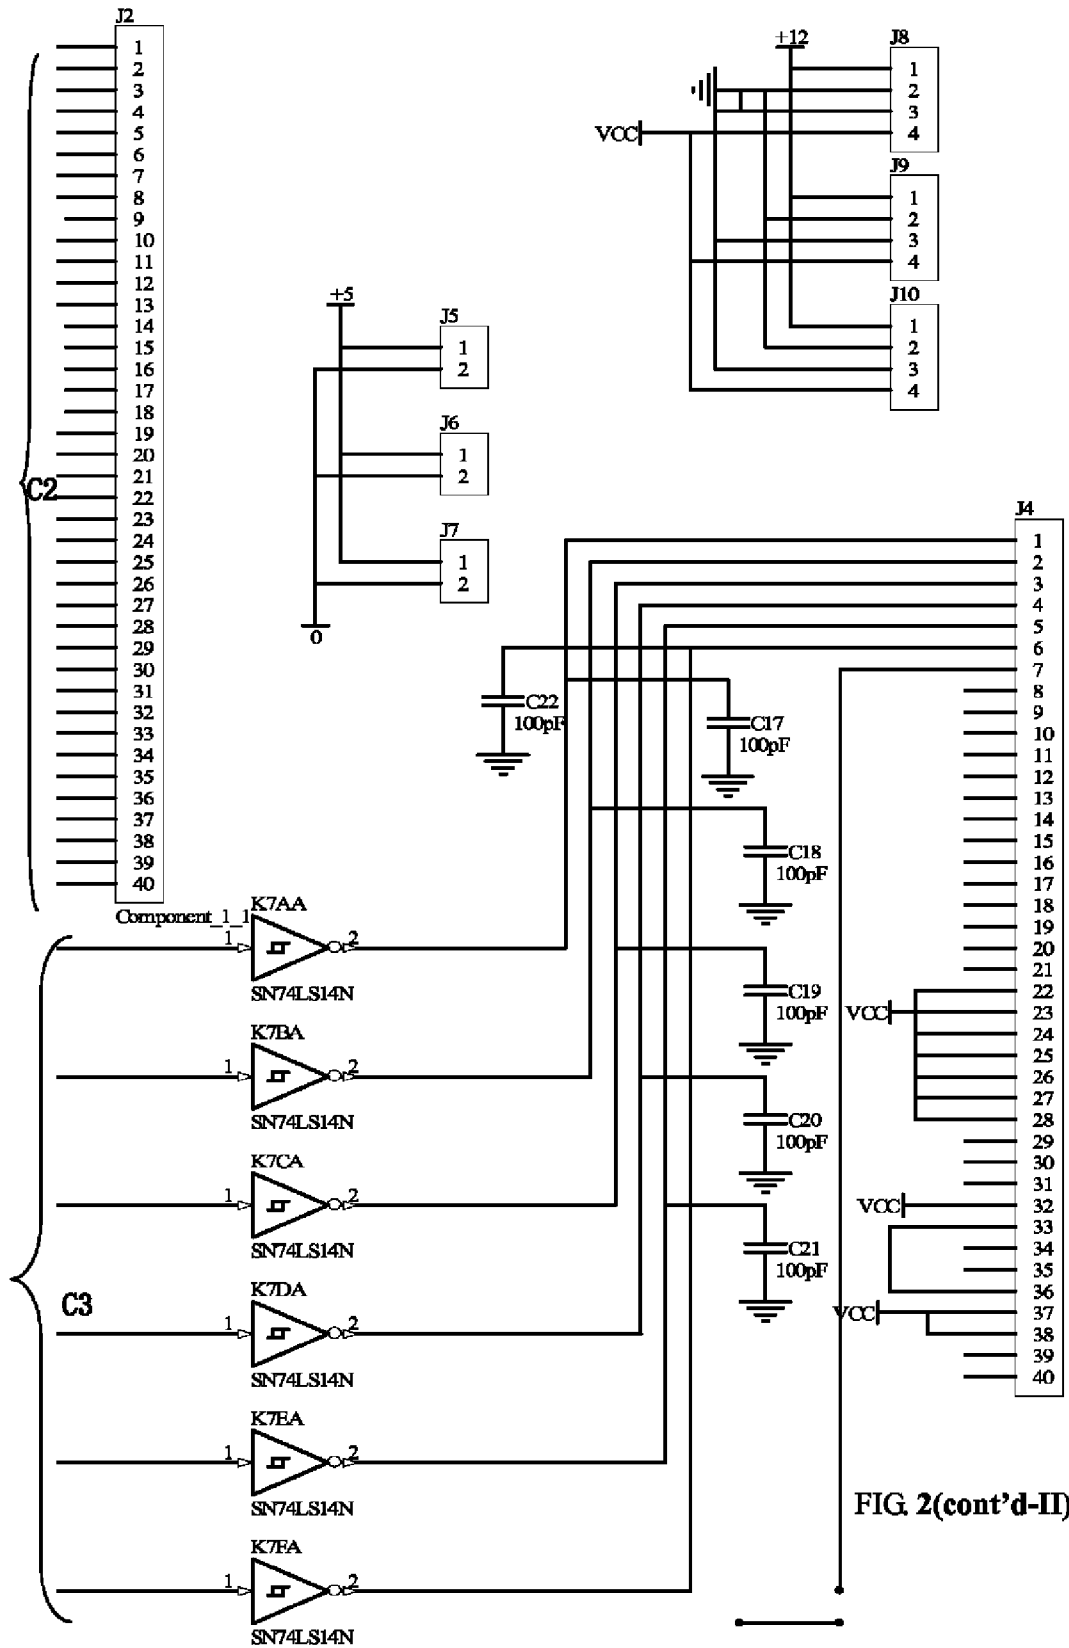 J2
1
2
3
4
5
6
7
8
9
10
11
12
13
14
15
16
17
18
19
20
21
22
23
24
25
26
27
28
29
30
31
32
33
34
35
36
37
38
39
40
Component_1_1
C2
+12
J8
1
2
3
4
VCC
J9
1
2
3
4
J10
1
2
3
4
+5
J5
1
2
J6
1
2
J7
1
2
0
J4
1
2
3
4
5
6
7
8
9
10
11
12
13
14
15
16
17
18
19
20
21
22
23
24
25
26
27
28
29
30
31
32
33
34
35
36
37
38
39
40
VCC
VCC
VCC
C22
100pF
C17
100pF
C18
100pF
C19
100pF
C20
100pF
C21
100pF
C3
K7AA
1
2
SN74LS14N
K7BA
1
2
SN74LS14N
K7CA
1
2
SN74LS14N
K7DA
1
2
SN74LS14N
K7EA
1
2
SN74LS14N
K7FA
1
2
SN74LS14N
FIG. 2(cont'd-II)